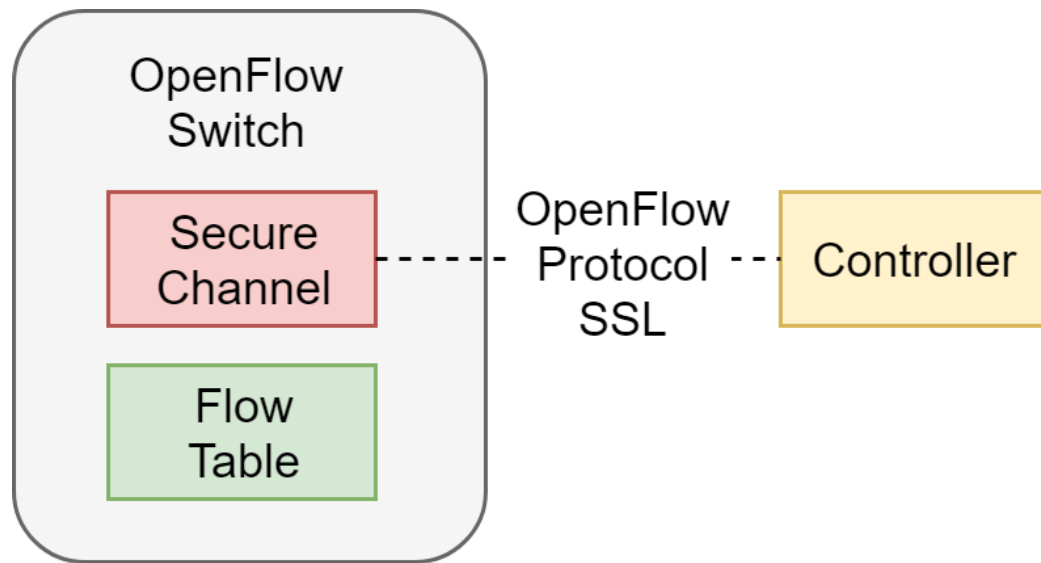 OpenFlow
Switch
Secure
Channel
OpenFlow
Protocol
SSL
Controller
Flow
Table